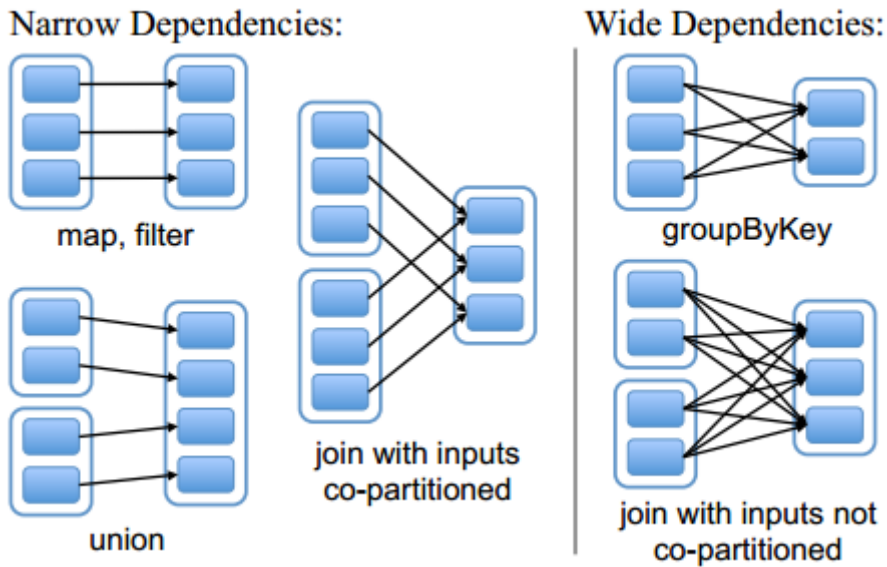 Narrow Dependencies:
map, filter
union
join with inputs
co-partitioned
Wide Dependencies:
groupByKey
join with inputs not
co-partitioned